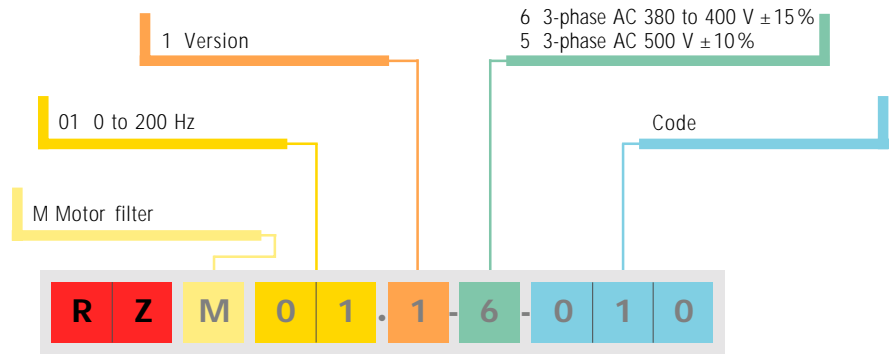 6 3-phase AC 380 to 400 V ±15%
5 3-phase AC 500 V ±10%
1 Version
01 0 to 200 Hz
Code
M Motor filter
R Z M 0 1 . 1 - 6 - 0 1 0